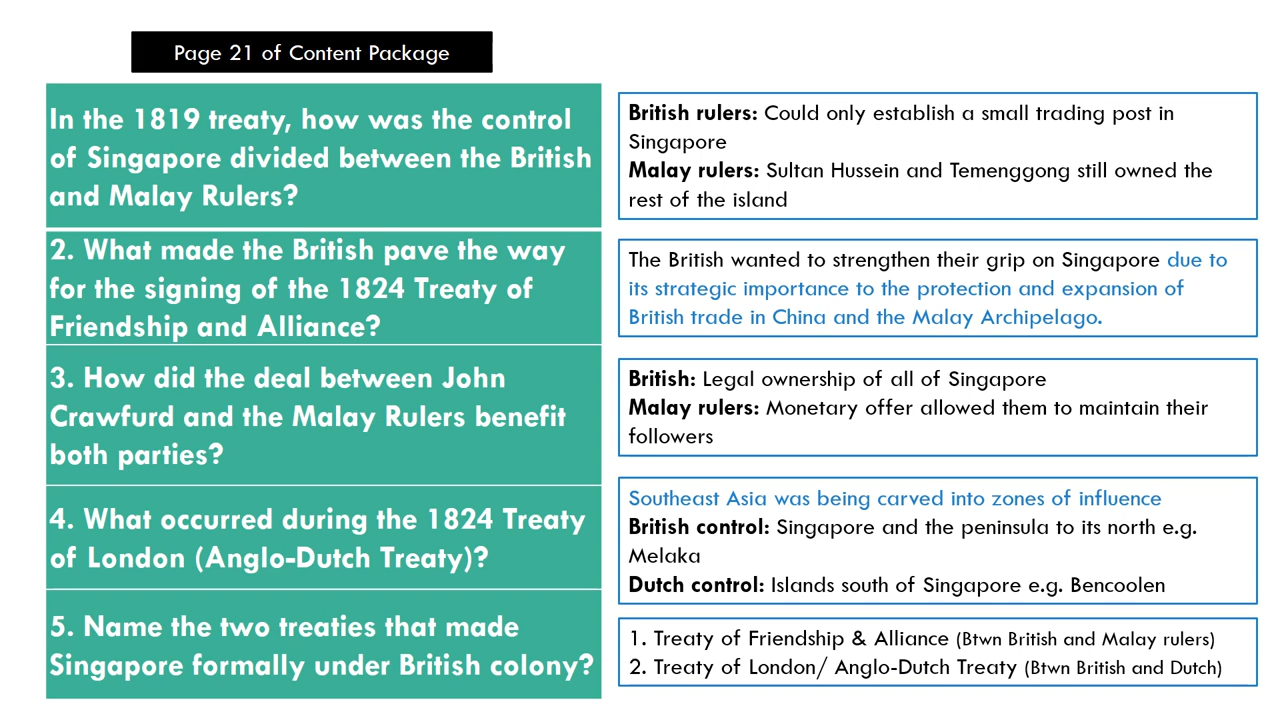 Page 21 of Content Package
In the 1819 treaty, how was the control
of Singapore divided between the British
and Malay Rulers?
British rulers: Could only establish a small trading post in
Singapore
Malay rulers: Sultan Hussein and Temenggong still owned the
rest of the island
2. What made the British pave the way
for the signing of the 1824 Treaty of
Friendship and Alliance?
The British wanted to strengthen their grip on Singapore due to
its strategic importance to the protection and expansion of
British trade in China and the Malay Archipelago.
3. How did the deal between John
Crawfurd and the Malay Rulers benefit
both parties?
British: Legal ownership of all of Singapore
Malay rulers: Monetary offer allowed them to maintain their
followers
4. What occurred during the 1824 Treaty
of London (Anglo-Dutch Treaty)?
Southeast Asia was being carved into zones of influence
British control: Singapore and the peninsula to its north e.g.
Melaka
Dutch control: Islands south of Singapore e.g. Bencoolen
5. Name the two treaties that made
Singapore formally under British colony?
1. Treaty of Friendship & Alliance (Btwn British and Malay rulers)
2. Treaty of London/ Anglo-Dutch Treaty (Btwn British and Dutch)